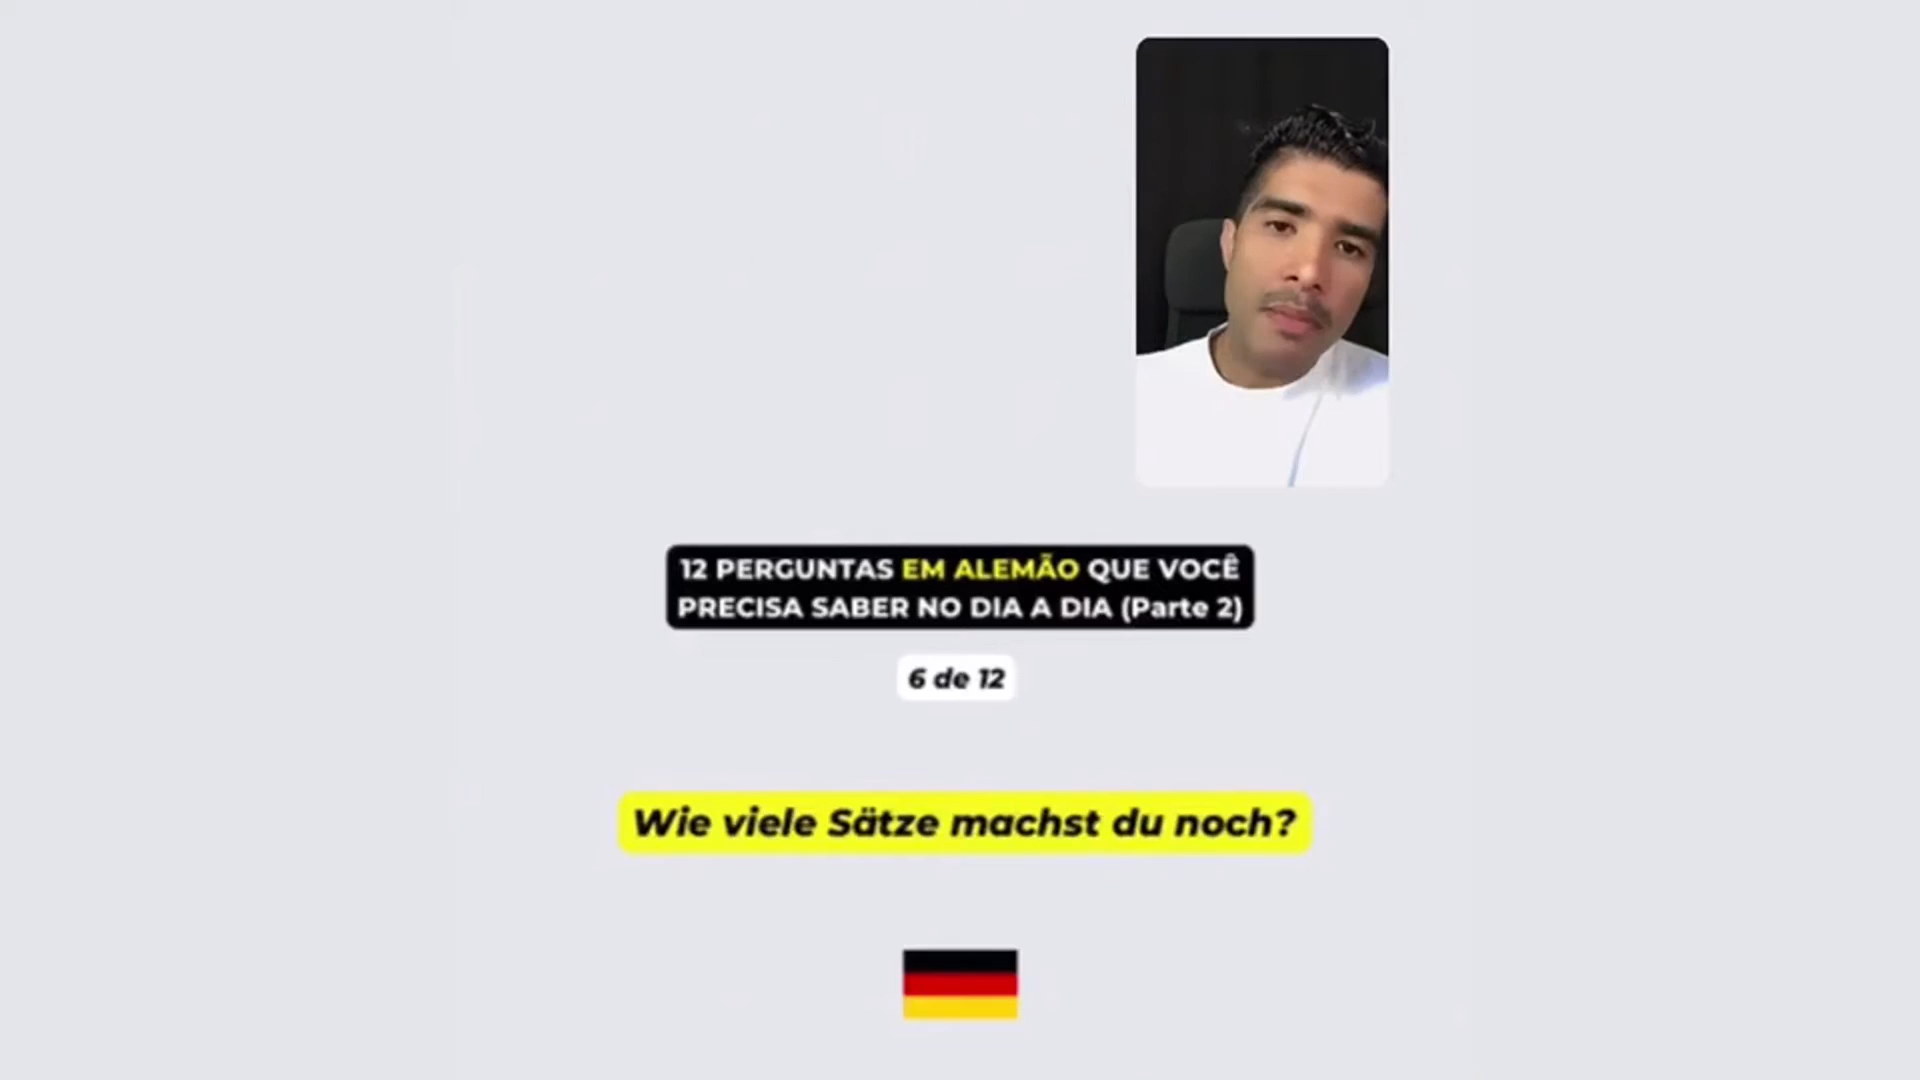 12 PERGUNTAS EM ALEMÃO QUE VOCÊ
PRECISA SABER NO DIA A DIA (Parte 2)
6 de 12
Wie viele Sätze machst du noch?